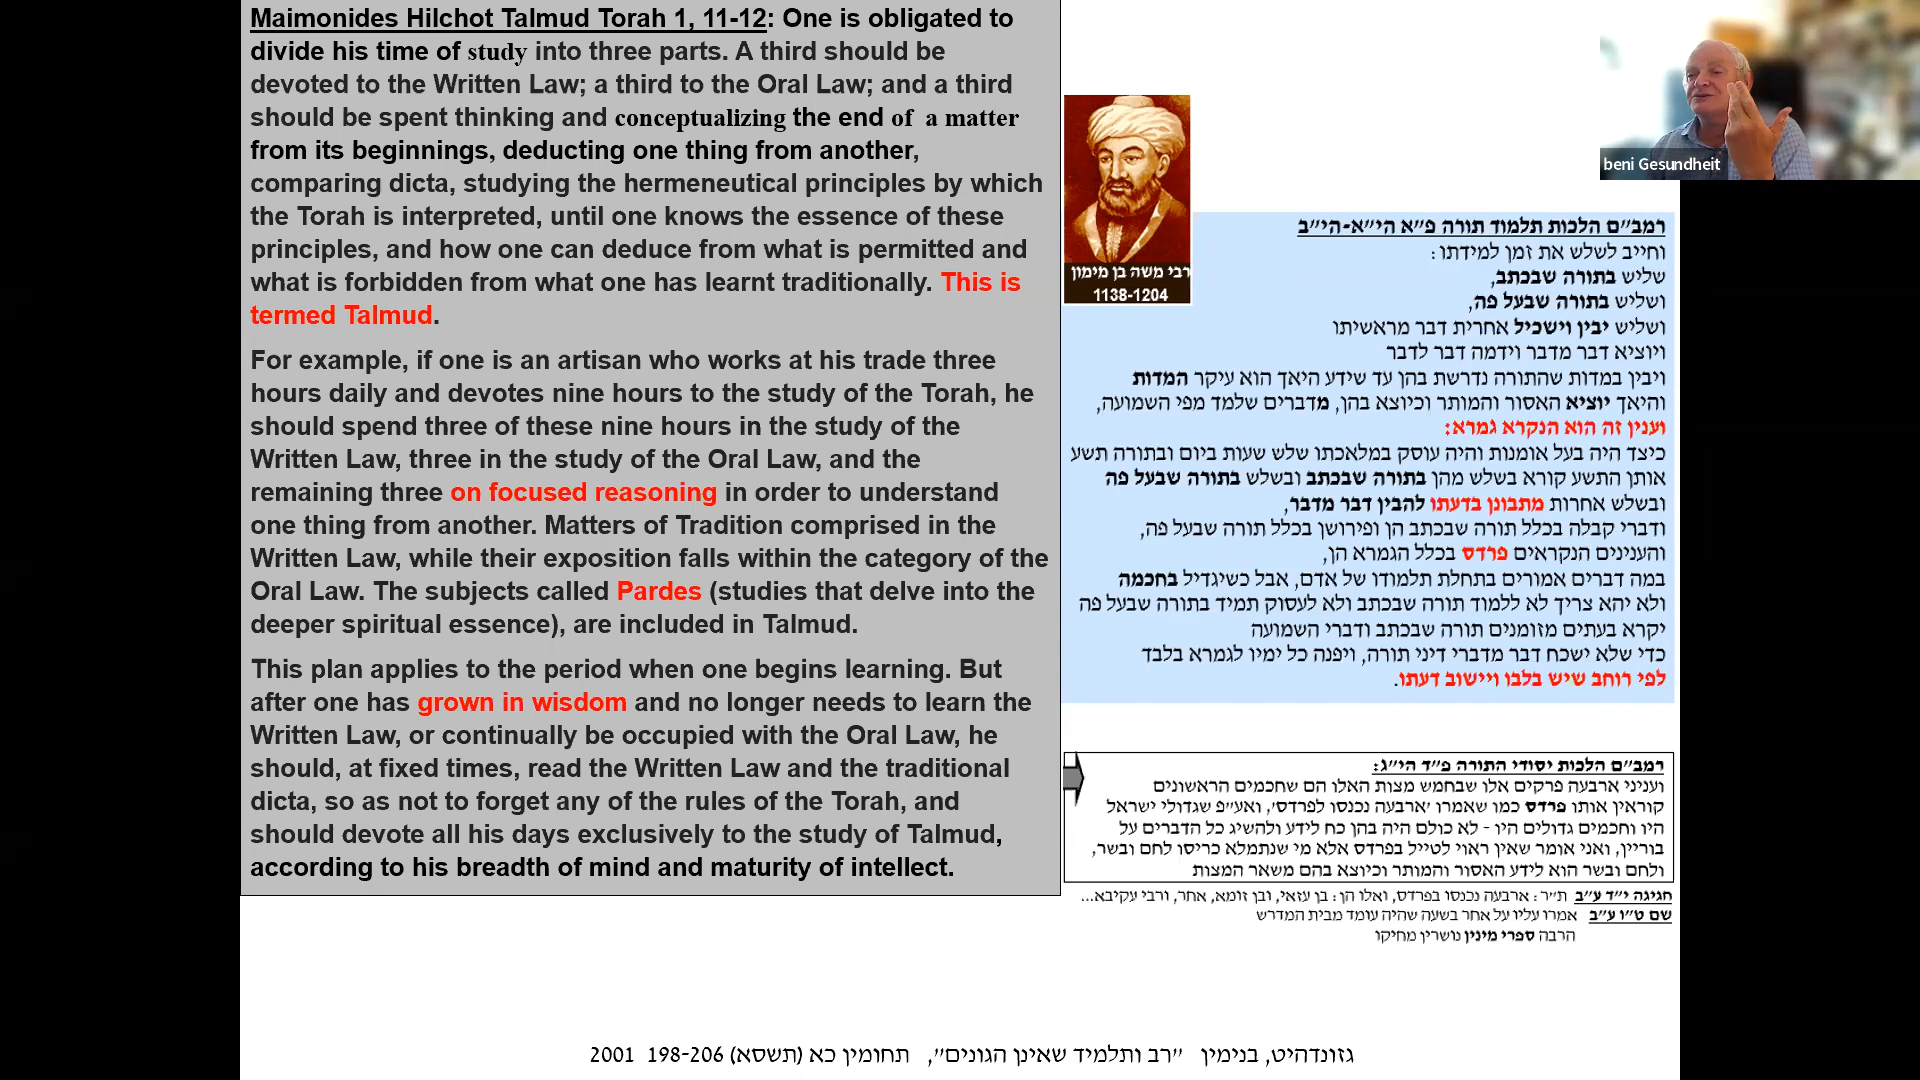 Maimonides Hilchot Talmud Torah 1, 11-12: One is obligated to
divide his time of study into three parts. A third should be
devoted to the Written Law; a third to the Oral Law; and a third
should be spent thinking and conceptualizing the end of a matter
from its beginnings, deducting one thing from another,
comparing dicta, studying the hermeneutical principles by which
the Torah is interpreted, until one knows the essence of these
principles, and how one can deduce from what is permitted and
what is forbidden from what one has learnt traditionally. This is
termed Talmud.
For example, if one is an artisan who works at his trade three
hours daily and devotes nine hours to the study of the Torah, he
should spend three of these nine hours in the study of the
Written Law, three in the study of the Oral Law, and the
remaining three on focused reasoning in order to understand
one thing from another. Matters of Tradition comprised in the
Written Law, while their exposition falls within the category of the
Oral Law. The subjects called Pardes (studies that delve into the
deeper spiritual essence), are included in Talmud.
This plan applies to the period when one begins learning. But
after one has grown in wisdom and no longer needs to learn the
Written Law, or continually be occupied with the Oral Law, he
should, at fixed times, read the Written Law and the traditional
dicta, so as not to forget any of the rules of the Torah, and
should devote all his days exclusively to the study of Talmud,
according to his breadth of mind and maturity of intellect.
רבי משה בן מימון
1138-1204
beni Gesundheit
רמב״ם הלכות תלמוד תורה פ״א הי״א-הי״ב
וחייב לשלש את זמן למידתו:
שליש בתורה שבכתב,
ושליש בתורה שבעל פה,
ושליש יבין וישכיל אחרית דבר מראשיתו
ויוציא דבר מדבר וידמה דבר לדבר
ויבין במדות שהתורה נדרשת בהן עד שידע היאך הוא עיקר המדות
והיאך יוציא האסור והמותר וכיוצא בהן, מדברים שלמד מפי השמועה,
וענין זה הוא הנקרא גמרא:
כיצד היה בעל אומנות והיה עוסק במלאכתו שלש שעות ביום ובתורה תשע
אותן התשע קורא בשלש מהן בתורה שבכתב ובשלש בתורה שבעל פה
ובשלש אחרות מתבונן בדעתו להבין דבר מדבר,
ודברי קבלה בכלל תורה שבכתב הן ופירושן בכלל תורה שבעל פה,
והענינים הנקראים פרדס בכלל הגמרא הן,
במה דברים אמורים בתחלת תלמודו של אדם, אבל כשיגדיל בחכמה
ולא יהא צריך לא ללמוד תורה שבכתב ולא לעסוק תמיד בתורה שבעל פה
יקרא בעתים מזומנים תורה שבכתב ודברי השמועה
כדי שלא ישכח דבר מדברי דיני תורה, ויפנה כל ימיו לגמרא בלבד
לפי רוחב שיש בלבו ויישוב דעתו.
רמב״ם הלכות יסודי התורה פ״ד הי״ג:
ועניני ארבעה פרקים אלו שבחמש מצות האלו הם שחכמים הראשונים
קוראין אותו פרדס כמו שאמרו 'ארבעה נכנסו לפרדס', ואע״פ שגדולי ישראל
היו וחכמים גדולים היו - לא כולם היה בהן כח לידע ולהשיג כל הדברים על
בוריין, ואני אומר שאין ראוי לטייל בפרדס אלא מי שנתמלא כריסו לחם ובשר,
ולחם ובשר הוא לידע האסור והמותר וכיוצא בהם משאר המצות
חגיגה י״ד ע״ב ת״ר: ארבעה נכנסו בפרדס, ואלו הן: בן עזאי, ובן זומא, אחר, ורבי עקיבא...
שם ט״ו ע״ב אמרו עליו על אחר בשעה שהיה עומד מבית המדרש
הרבה ספרי מינין נושרין מחיקו
גזונדהיט, בנימין ״רב ותלמיד שאינן הגונים״, תחומין כא (תשסא) 198-206 2001